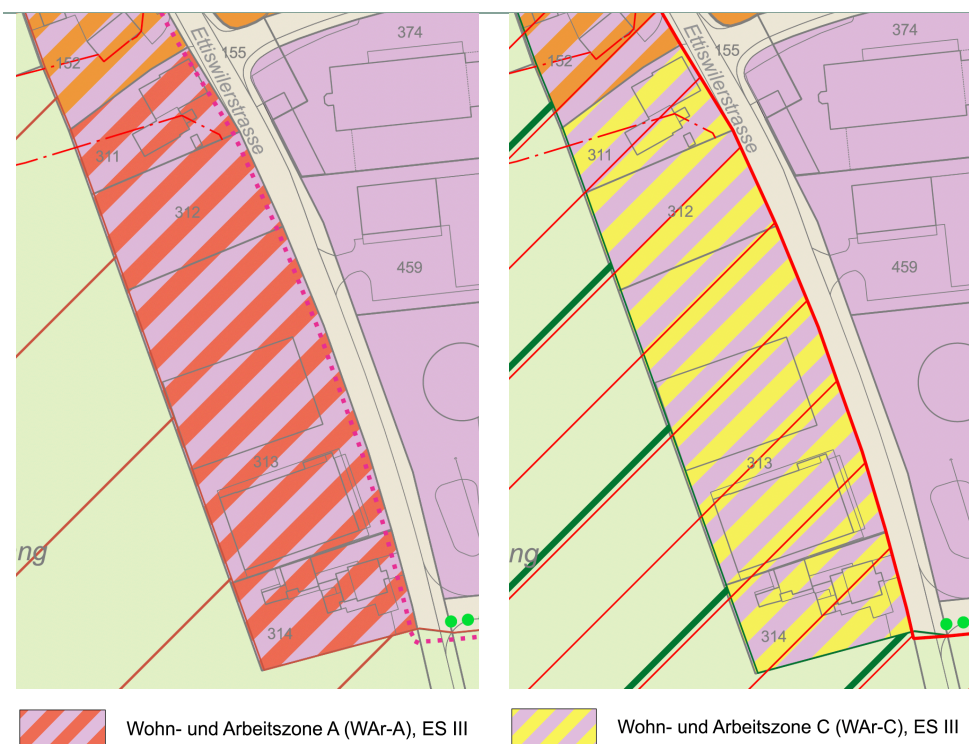 374
155
Ettiswilerstrasse
152
311
312
459
313
ng
314
Wohn- und Arbeitszone A (WAr-A), ES III
374
155
Ettiswilerstrasse
152
311
312
459
313
ng
314
Wohn- und Arbeitszone C (WAr-C), ES III